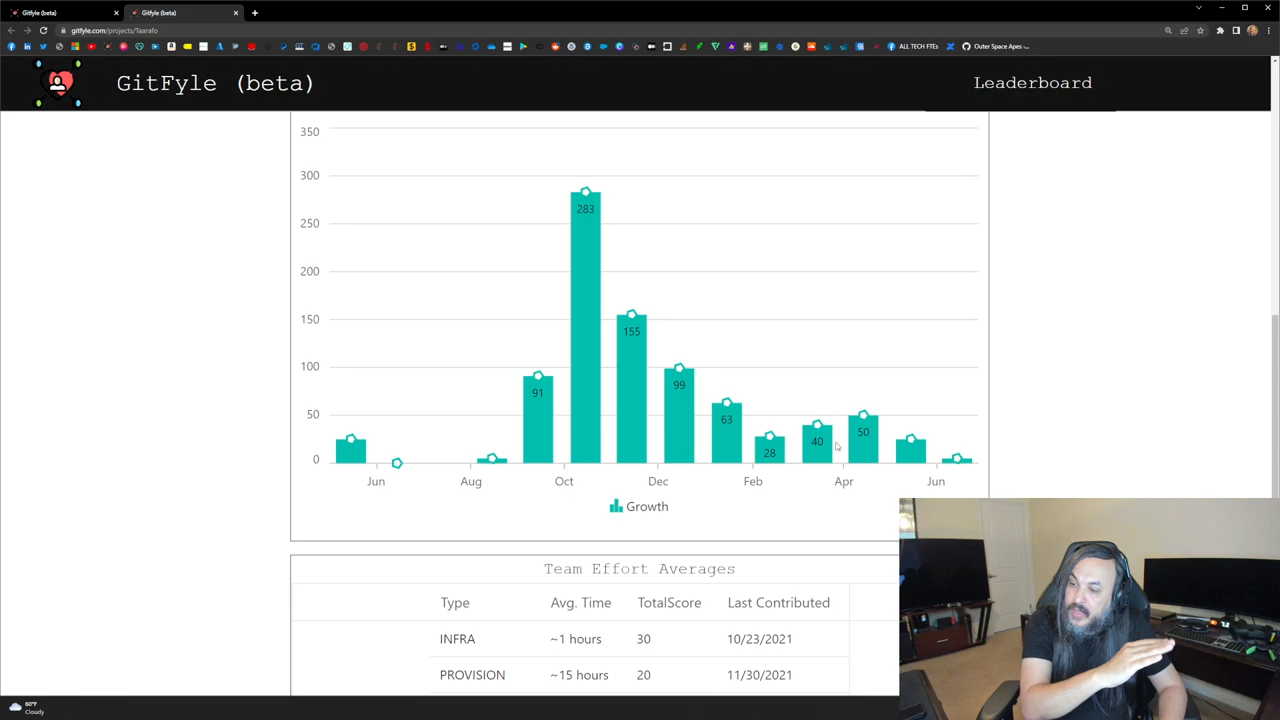 Gitfyle (beta)
Gitfyle (beta)
gitfyle.com/projects/Taarafo
ALL TECH FTEs
Outer Space Apes -...
GitFyle (beta)
Leaderboard
350
300
250
200
150
100
50
0
91
283
155
99
63
28
40
50
Jun
Aug
Oct
Dec
Feb
Apr
Jun
Growth
Team Effort Averages
Type Avg. Time TotalScore Last Contributed
INFRA ~1 hours 30 10/23/2021
PROVISION ~15 hours 20 11/30/2021
60°F
Cloudy